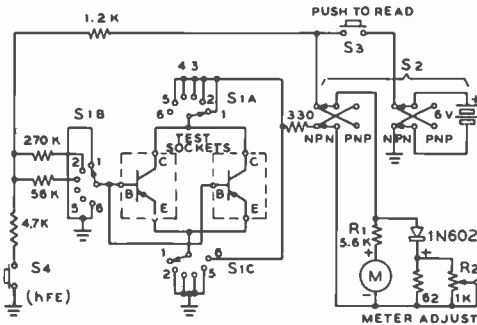 PUSH TO READ
1.2 K
S3
S2
4 3
5 2
6 1
S1A
S1B
330
6V
+
NPN PNP
NPN PNP
270 K
2 1
TEST
SOCKETS
C C
56 K
B B
5 6
E E
4.7K
R1
5.6 K
1N602
+
+
1 6
2 5
S1C
M
-
62
R2
1K
S4
(hFE)
METER ADJUST